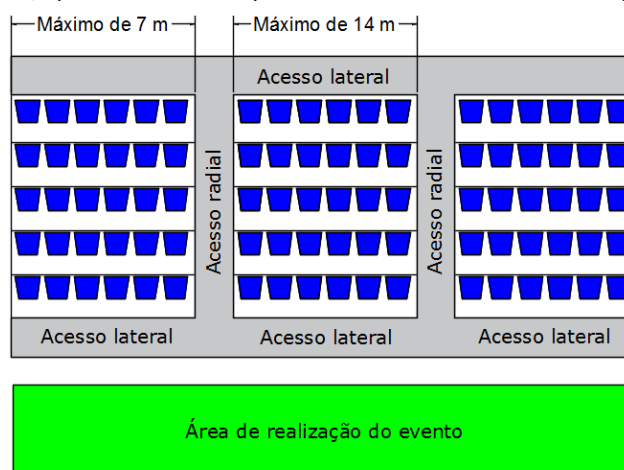 Máximo de 7 m
Máximo de 14 m
Acesso lateral
Acesso radial
Acesso radial
Acesso lateral
Acesso lateral
Acesso lateral
Área de realização do evento